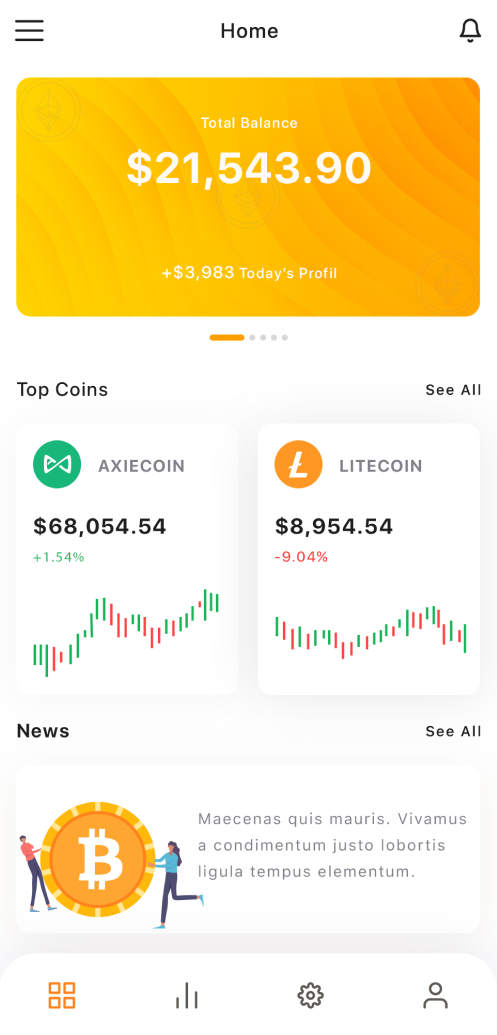 Home
Total Balance
$21,543.90
+$3,983 Today's Profil
Top Coins
See All
AXIECOIN
LITECOIN
$68,054.54
$8,954.54
+1.54%
-9.04%
News
See All
Maecenas quis mauris. Vivamus
a condimentum justo lobortis
ligula tempus elementum.